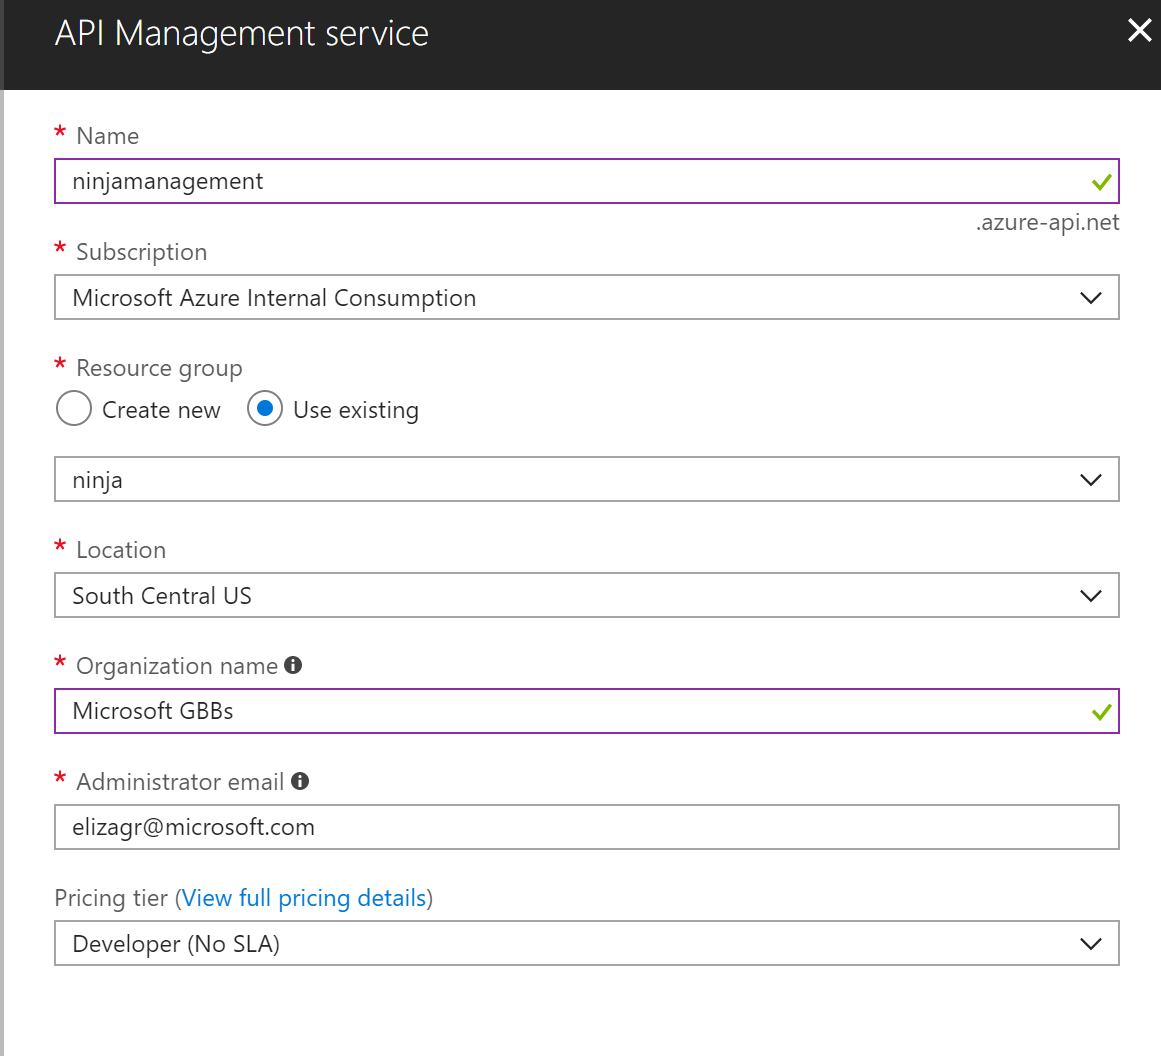 API Management service
* Name
ninjamanagement
.azure-api.net
* Subscription
Microsoft Azure Internal Consumption
* Resource group
Create new Use existing
ninja
* Location
South Central US
* Organization name
Microsoft GBBs
* Administrator email
elizagr@microsoft.com
Pricing tier (View full pricing details)
Developer (No SLA)